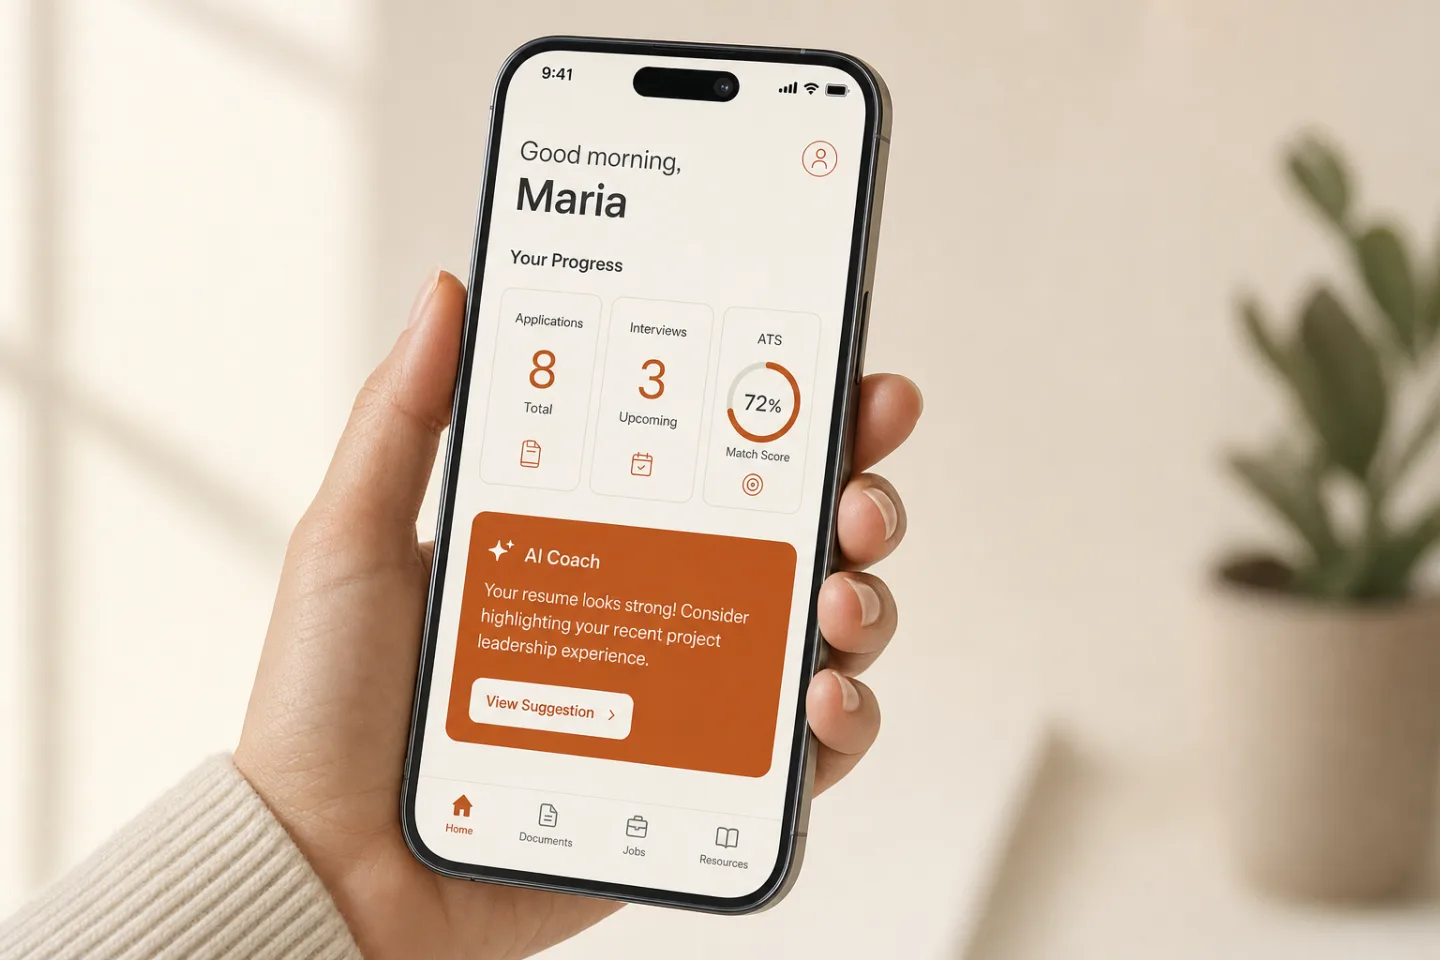 9:41
Good morning,
Maria
Your Progress
Applications
8
Total
Interviews
3
Upcoming
ATS
72%
Match Score
AI Coach
Your resume looks strong! Consider
highlighting your recent project
leadership experience.
View Suggestion
Home
Documents
Jobs
Resources